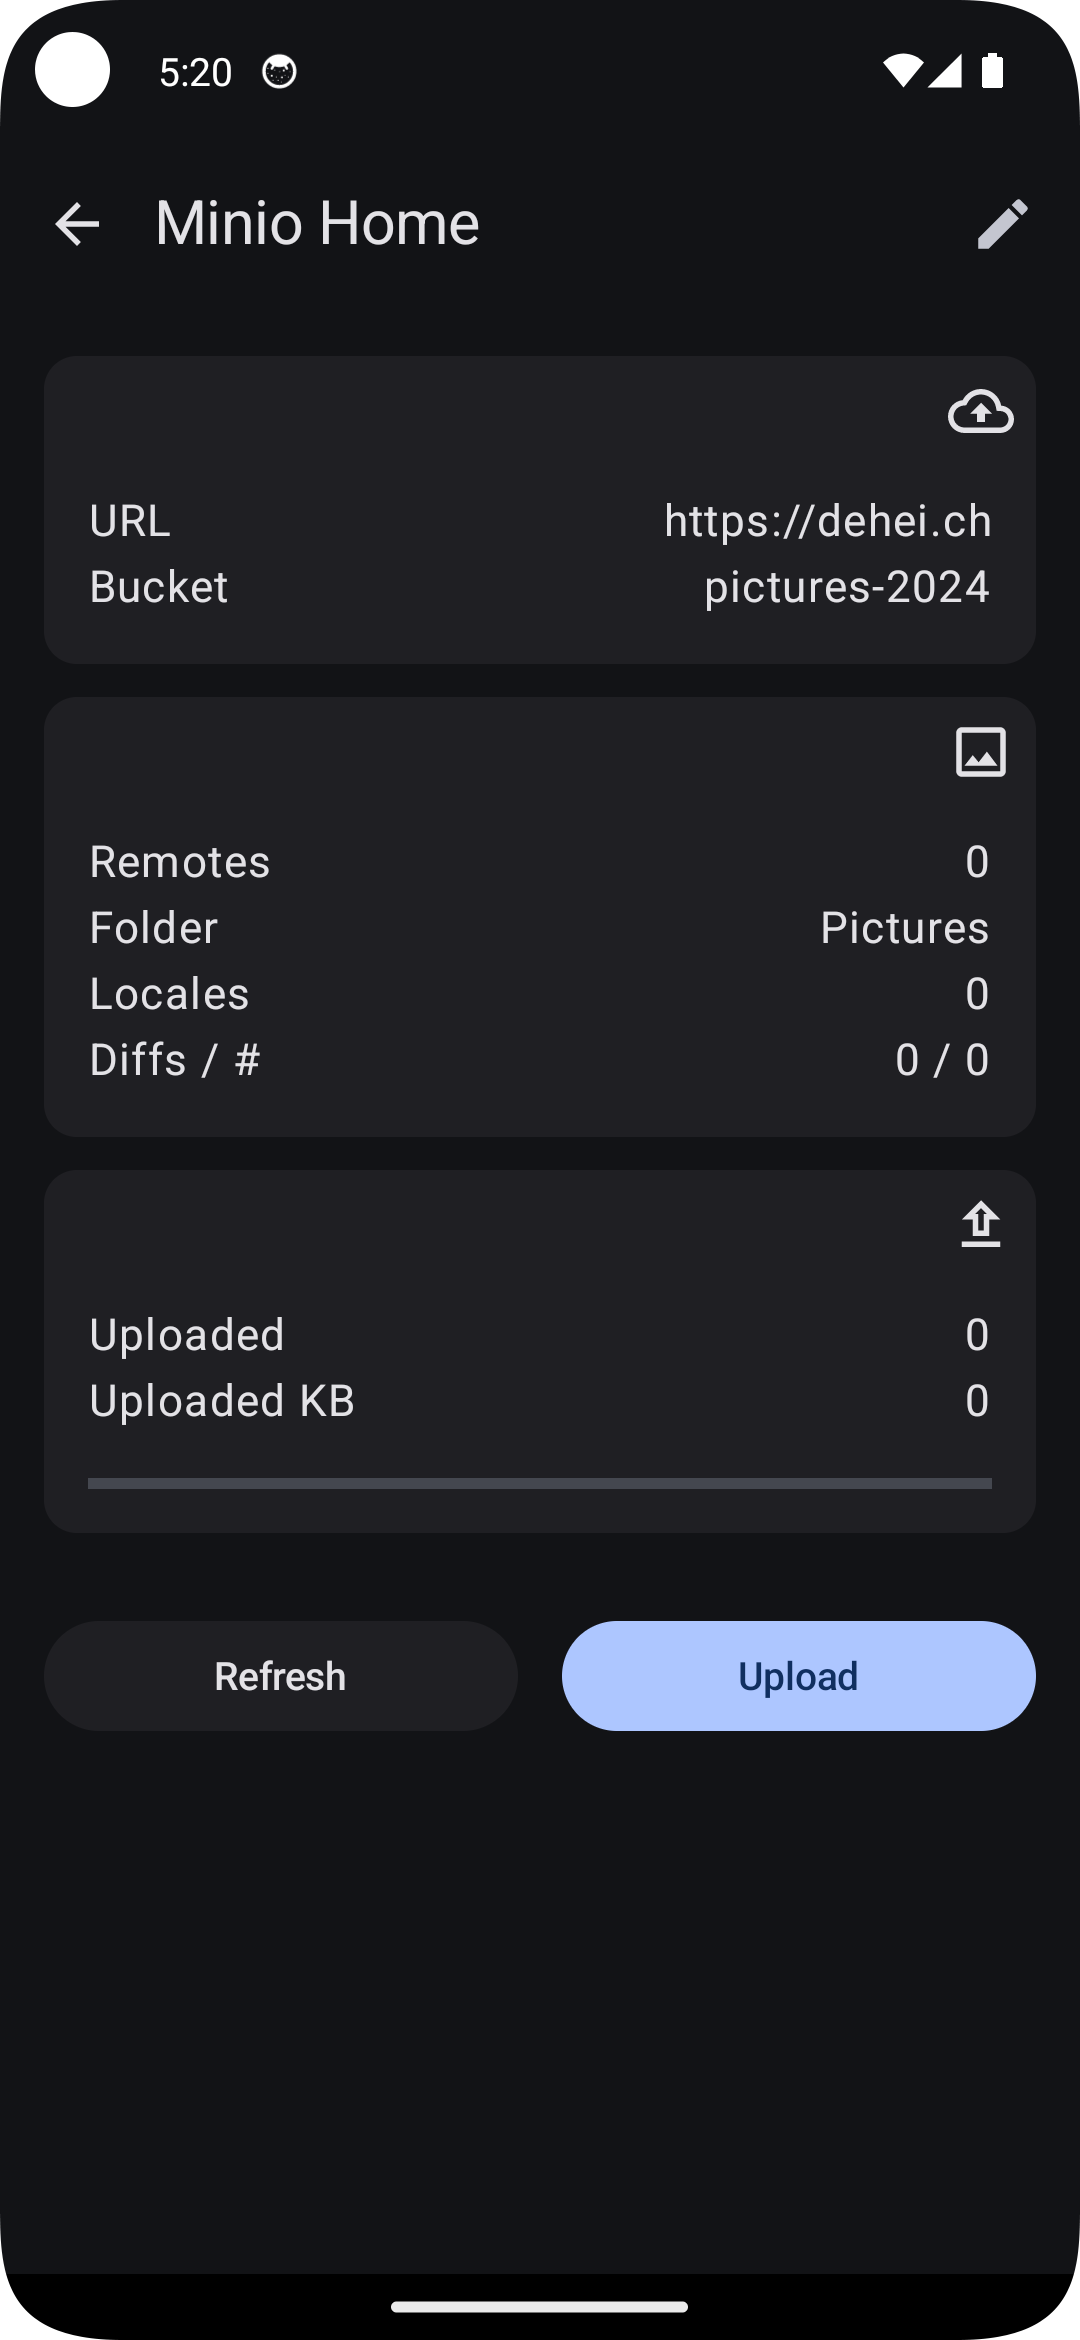 5:20
Minio Home
URL https://dehei.ch
Bucket pictures-2024
Remotes 0
Folder Pictures
Locales 0
Diffs / # 0 / 0
Uploaded 0
Uploaded KB 0
Refresh Upload